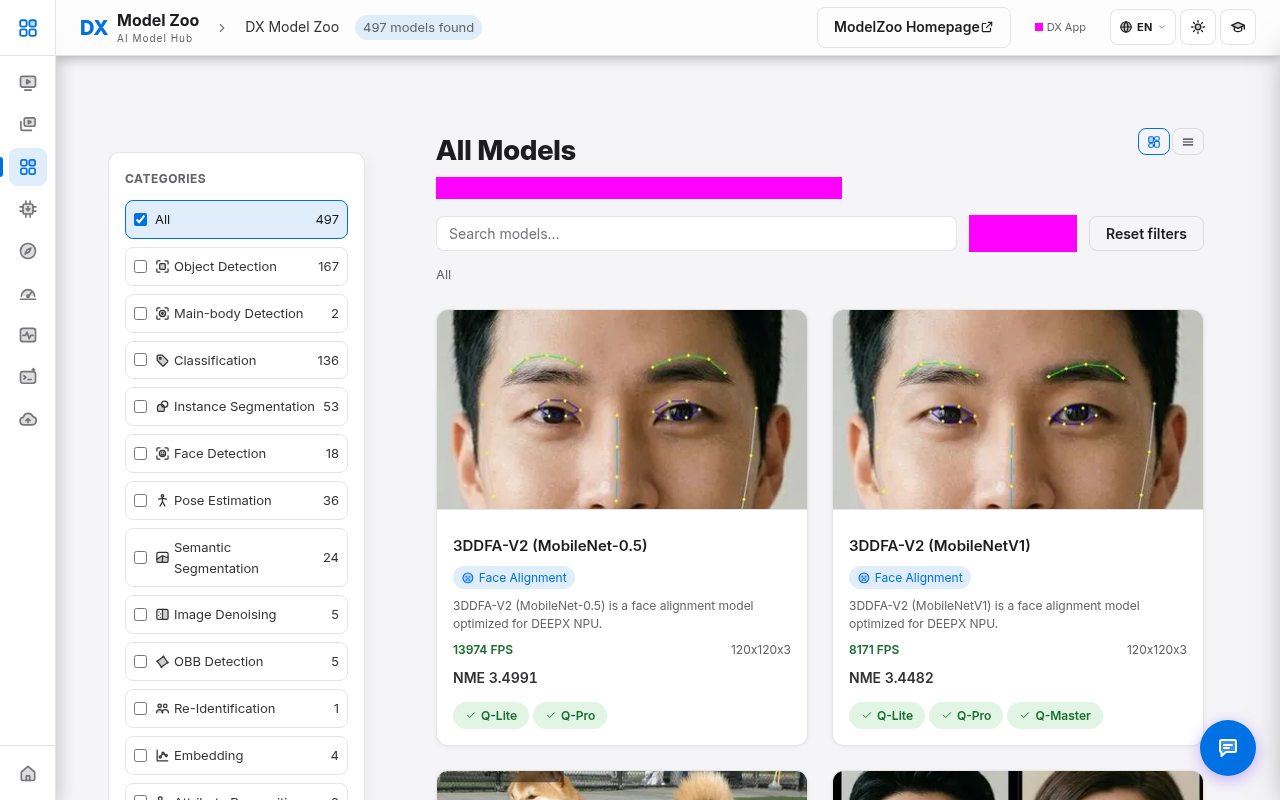 DX
Model Zoo
AI Model Hub
DX Model Zoo
497 models found
ModelZoo Homepage
DX App
EN
CATEGORIES
All 497
Object Detection 167
Main-body Detection 2
Classification 136
Instance Segmentation 53
Face Detection 18
Pose Estimation 36
Semantic
Segmentation 24
Image Denoising 5
OBB Detection 5
Re-Identification 1
Embedding 4
All Models
Search models...
Reset filters
All
3DDFA-V2 (MobileNet-0.5)
Face Alignment
3DDFA-V2 (MobileNet-0.5) is a face alignment model
optimized for DEEPX NPU.
13974 FPS 120x120x3
NME 3.4991
Q-Lite Q-Pro
3DDFA-V2 (MobileNetV1)
Face Alignment
3DDFA-V2 (MobileNetV1) is a face alignment model
optimized for DEEPX NPU.
8171 FPS 120x120x3
NME 3.4482
Q-Lite Q-Pro Q-Master